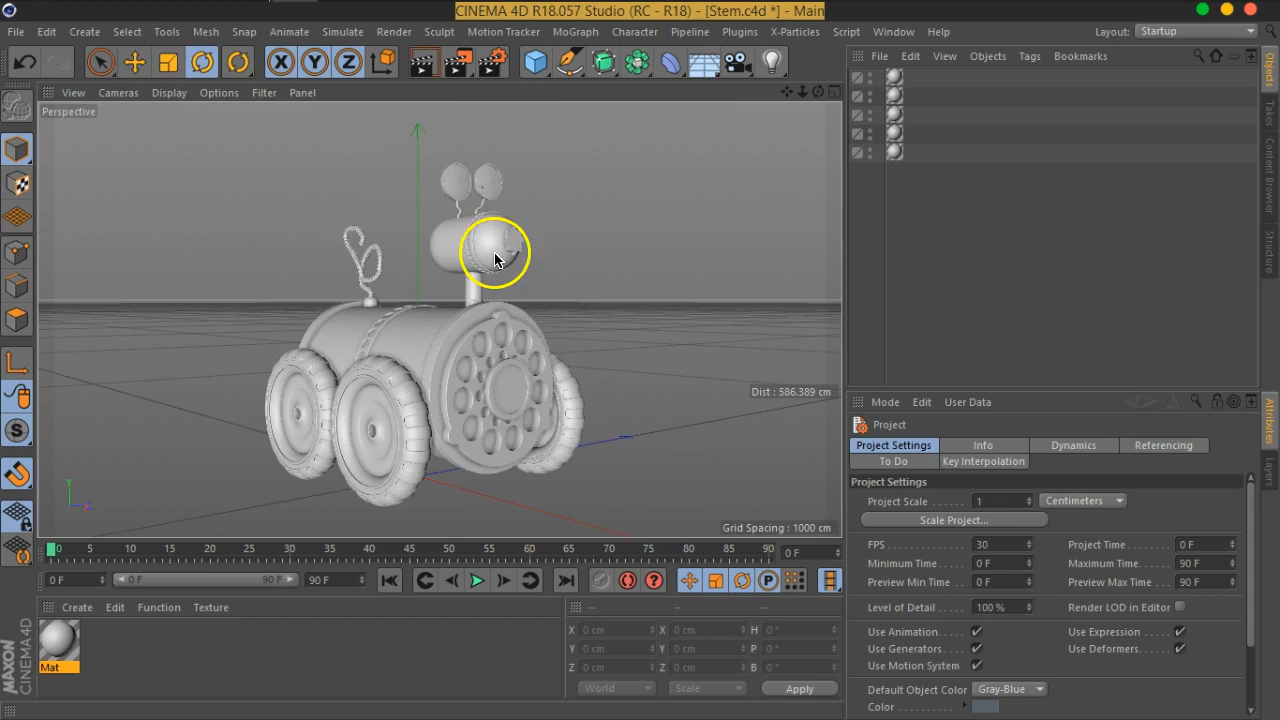 CINEMA 4D R18.057 Studio (RC - R18) - [Stem.c4d *] - Main
File Edit Create Select Tools Mesh Snap Animate Simulate Render Sculpt Motion Tracker MoGraph Character Pipeline Plugins X-Particles Script Window Help Layout: Startup
X Y Z
File Edit View Objects Tags Bookmarks
View Cameras Display Options Filter Panel
Perspective
Dist : 586.389 cm
Y
Z
Grid Spacing : 1000 cm
Objects
Takes
Content Browser
Structure
Mode Edit User Data
Project
Project Settings Info Dynamics Referencing
To Do Key Interpolation
Project Settings
Project Scale 1 Centimeters
Scale Project...
FPS 30 Project Time 0 F
Minimum Time 0 F Maximum Time 90 F
Preview Min Time 0 F Preview Max Time 90 F
Level of Detail 100 % Render LOD in Editor
Use Animation Use Expression
Use Generators Use Deformers
Use Motion System
Default Object Color Gray-Blue
Color
Attributes
Layers
0 5 10 15 20 25 30 35 40 45 50 55 60 65 70 75 80 85 90 0 F
0 F 0 F 90 F 90 F
Create Edit Function Texture
Mat
-- -- --
X 0 cm X 0 cm H 0 °
Y 0 cm Y 0 cm P 0 °
Z 0 cm Z 0 cm B 0 °
World Scale Apply
MAXON
CINEMA 4D